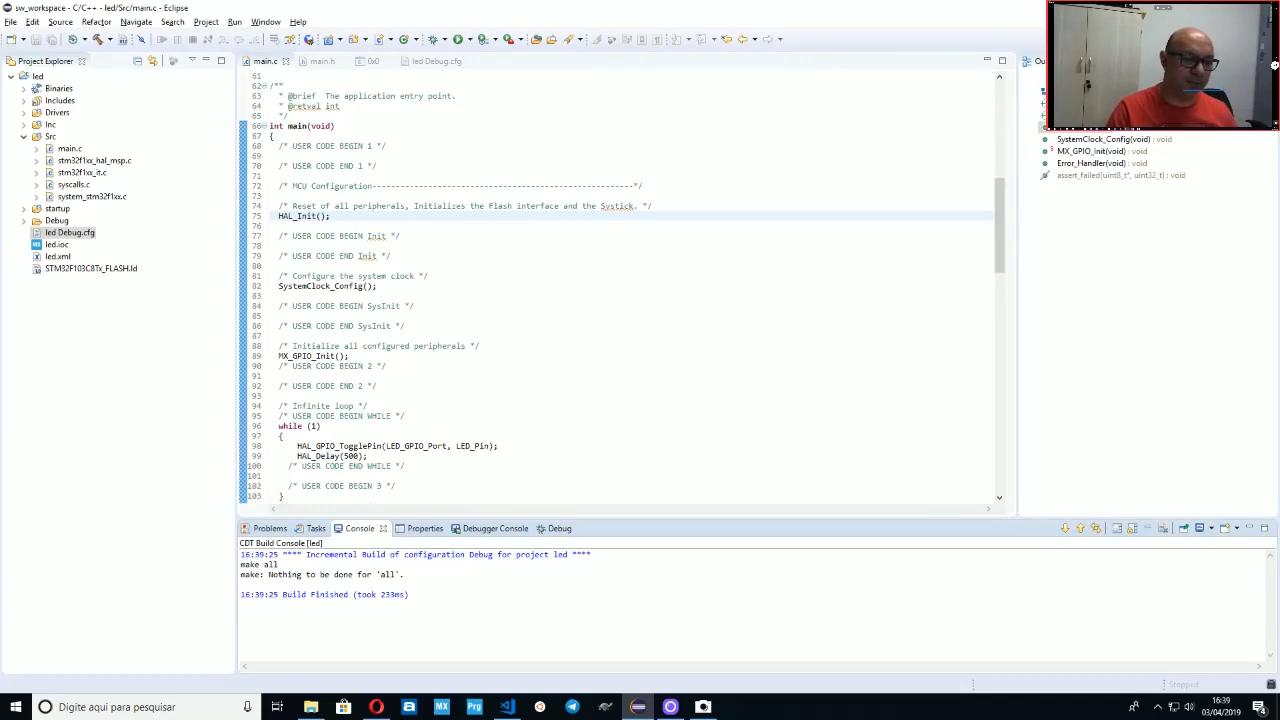 sw_workspace - C/C++ - led/Src/main.c - Eclipse
File Edit Source Refactor Navigate Search Project Run Window Help
Project Explorer
led
Binaries
Includes
Drivers
Inc
Src
main.c
stm32f1xx_hal_msp.c
stm32f1xx_it.c
syscalls.c
system_stm32f1xx.c
startup
Debug
led Debug.cfg
led.ioc
led.xml
STM32F103C8Tx_FLASH.ld
main.c main.h 0x0 led Debug.cfg
61
62 /**
63 * @brief The application entry point.
64 * @retval int
65 */
66 int main(void)
67 {
68 /* USER CODE BEGIN 1 */
69
70 /* USER CODE END 1 */
71
72 /* MCU Configuration--------------------------------------------------------*/
73
74 /* Reset of all peripherals, Initializes the Flash interface and the Systick. */
75 HAL_Init();
76
77 /* USER CODE BEGIN Init */
78
79 /* USER CODE END Init */
80
81 /* Configure the system clock */
82 SystemClock_Config();
83
84 /* USER CODE BEGIN SysInit */
85
86 /* USER CODE END SysInit */
87
88 /* Initialize all configured peripherals */
89 MX_GPIO_Init();
90 /* USER CODE BEGIN 2 */
91
92 /* USER CODE END 2 */
93
94 /* Infinite loop */
95 /* USER CODE BEGIN WHILE */
96 while (1)
97 {
98 HAL_GPIO_TogglePin(LED_GPIO_Port, LED_Pin);
99 HAL_Delay(500);
100 /* USER CODE END WHILE */
101
102 /* USER CODE BEGIN 3 */
103 }
SystemClock_Config(void) : void
MX_GPIO_Init(void) : void
Error_Handler(void) : void
assert_failed(uint8_t*, uint32_t) : void
Problems Tasks Console Properties Debugger Console Debug
CDT Build Console [led]
16:39:25 **** Incremental Build of configuration Debug for project led ****
make all
make: Nothing to be done for 'all'.
16:39:25 Build Finished (took 233ms)
Stopped
Digite aqui para pesquisar
MX
Prg
16:39
03/04/2019